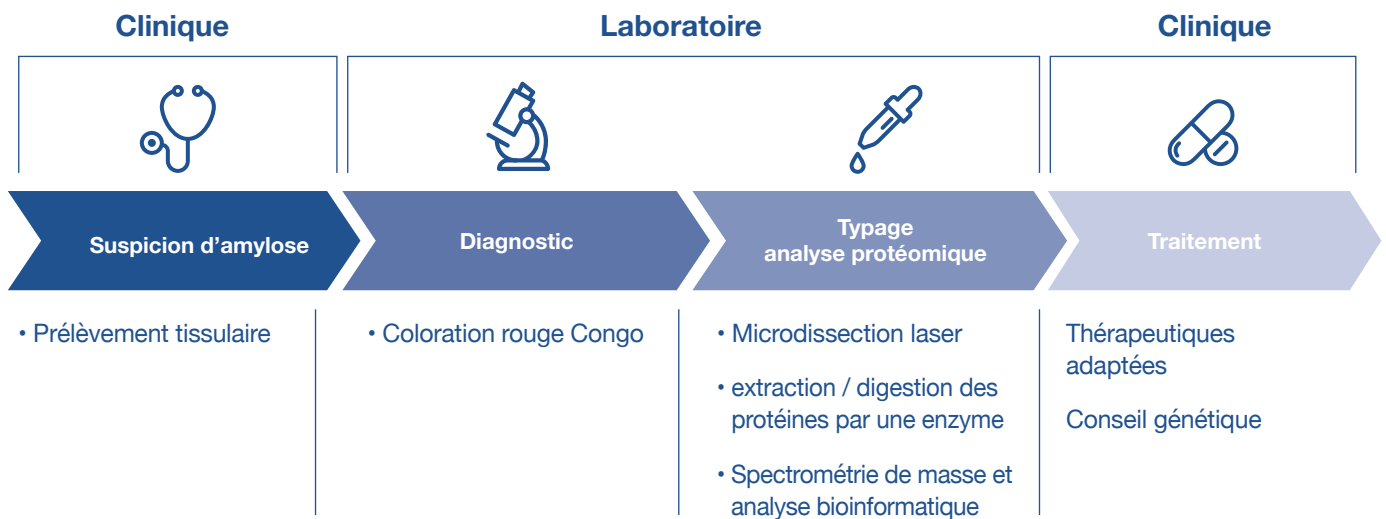 Clinique
Laboratoire
Clinique
Suspicion d’amylose
Diagnostic
Typage
analyse protéomique
Traitement
• Prélèvement tissulaire
• Coloration rouge Congo
• Microdissection laser
• extraction / digestion des
protéines par une enzyme
• Spectrométrie de masse et
analyse bioinformatique
Thérapeutiques
adaptées
Conseil génétique